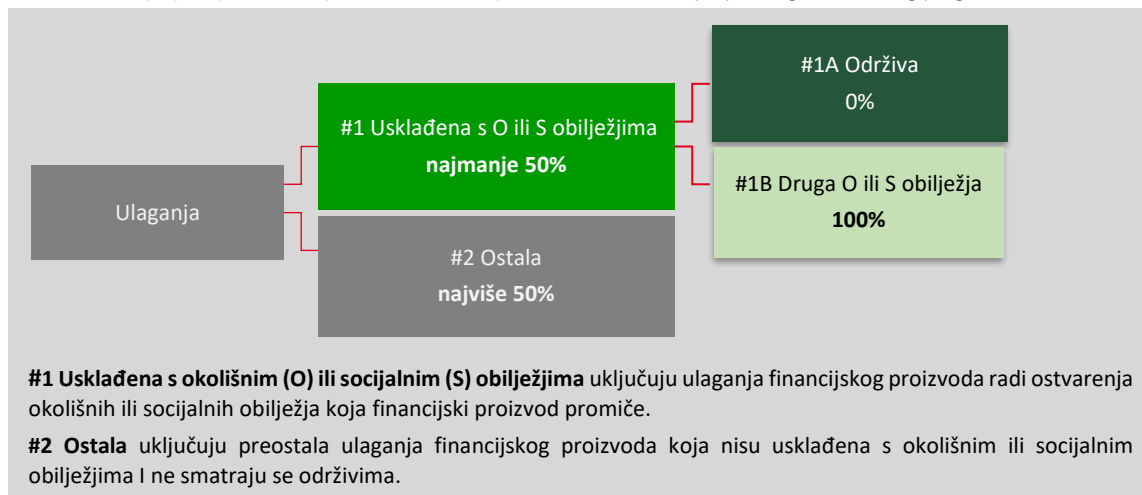 #1A Održiva
0%
#1 Usklađena s O ili S obilježjima
najmanje 50%
#1B Druga O ili S obilježja
100%
Ulaganja
#2 Ostala
najviše 50%
#1 Usklađena s okolišnim (O) ili socijalnim (S) obilježjima uključuju ulaganja financijskog proizvoda radi ostvarenja
okolišnih ili socijalnih obilježja koja financijski proizvod promiče.
#2 Ostala uključuju preostala ulaganja financijskog proizvoda koja nisu usklađena s okolišnim ili socijalnim
obilježjima I ne smatraju se održivima.